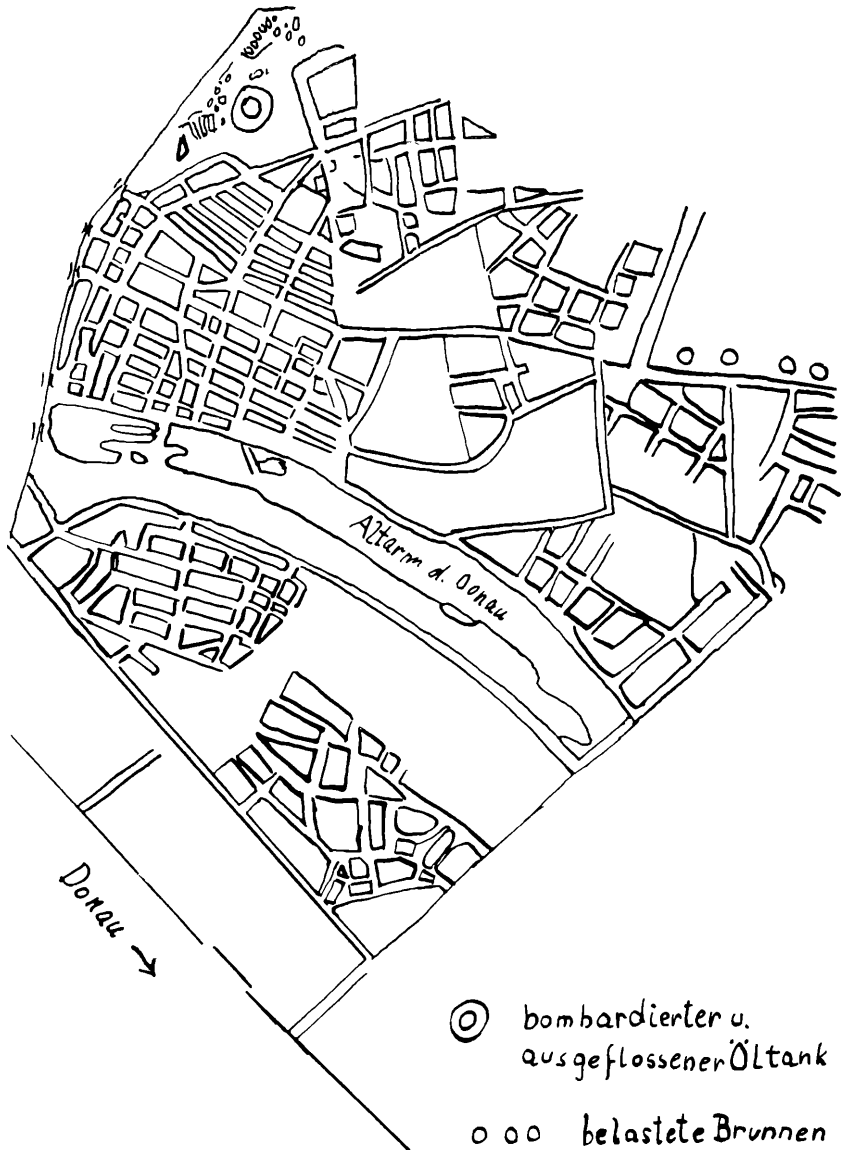 Altarm d. Donau
Donau
bombardierter u.
ausgeflossener Öltank
belastete Brunnen